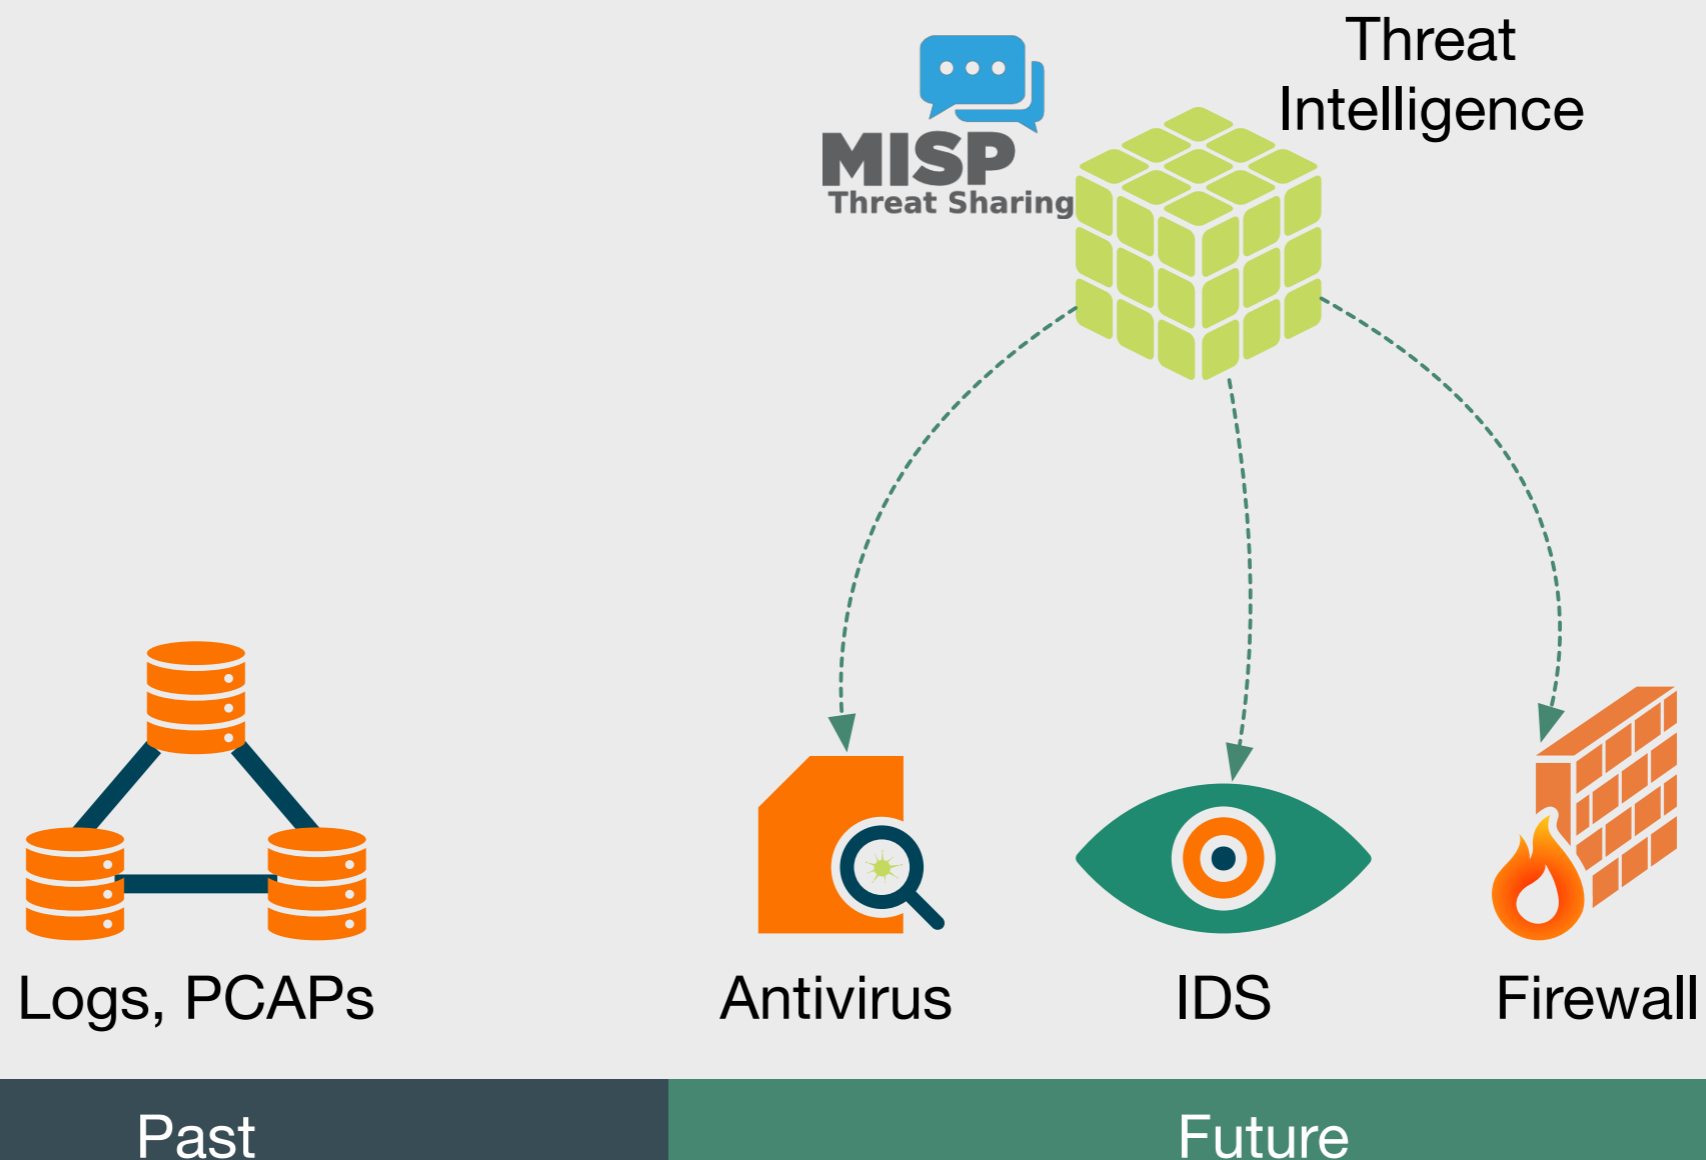 Threat
Intelligence
MISP
Threat Sharing
Logs, PCAPs
Antivirus
IDS
Firewall
Past
Future